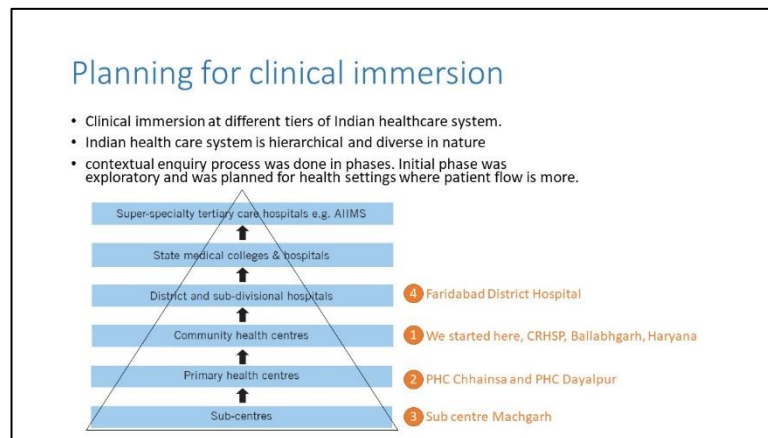 Planning for clinical immersion
• Clinical immersion at different tiers of Indian healthcare system.
• Indian health care system is hierarchical and diverse in nature
• contextual enquiry process was done in phases. Initial phase was
exploratory and was planned for health settings where patient flow is more.
Super-specialty tertiary care hospitals e.g. AIIMS
State medical colleges & hospitals
District and sub-divisional hospitals
4 Faridabad District Hospital
Community health centres
1 We started here, CRHSP, Ballabhgarh, Haryana
Primary health centres
2 PHC Chhainsa and PHC Dayalpur
Sub-centres
3 Sub centre Machgarh